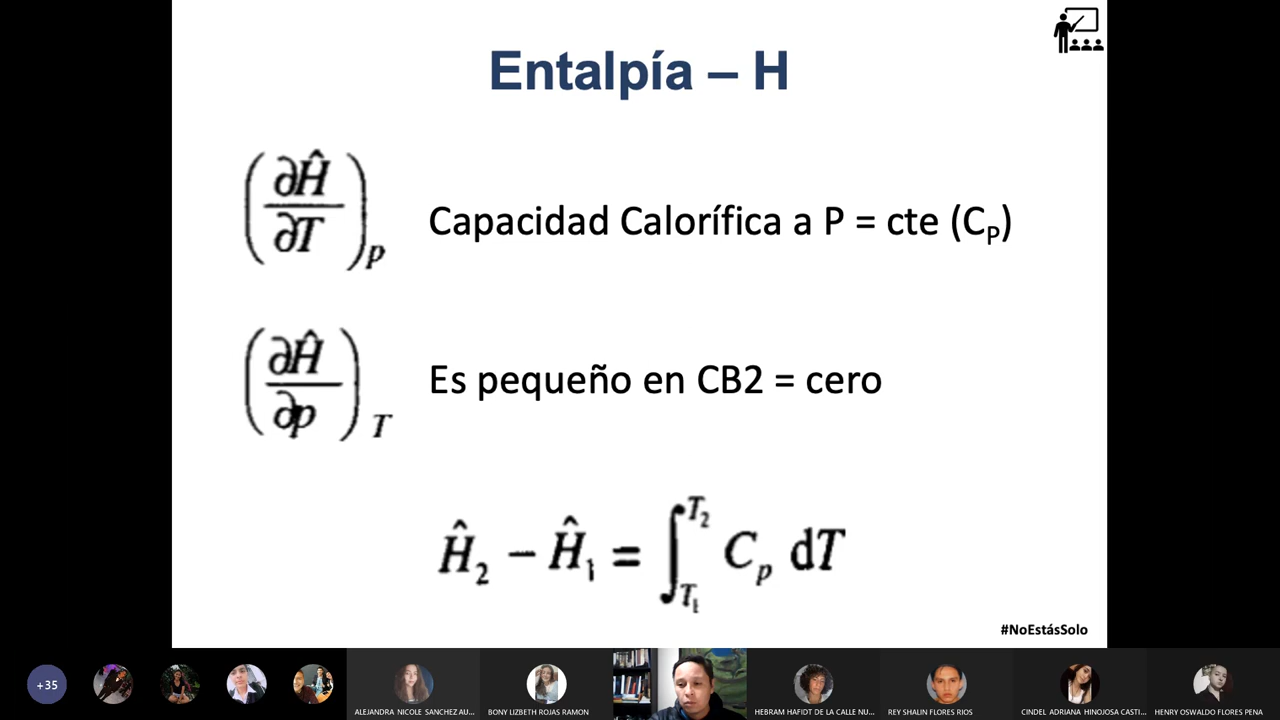 Entalpía – H
(∂Ĥ/∂T)p Capacidad Calorífica a P = cte (CP)
(∂Ĥ/∂p)T Es pequeño en CB2 = cero
Ĥ2 – Ĥ1 = ∫T1T2 Cp dT
#NoEstásSolo
+35
ALEJANDRA NICOLE SANCHEZ AU...
BONY LIZBETH ROJAS RAMON
HEBRAM HAFIDT DE LA CALLE NU...
REY SHALIN FLORES RIOS
CINDEL ADRIANA HINOJOSA CASTI...
HENRY OSWALDO FLORES PENA